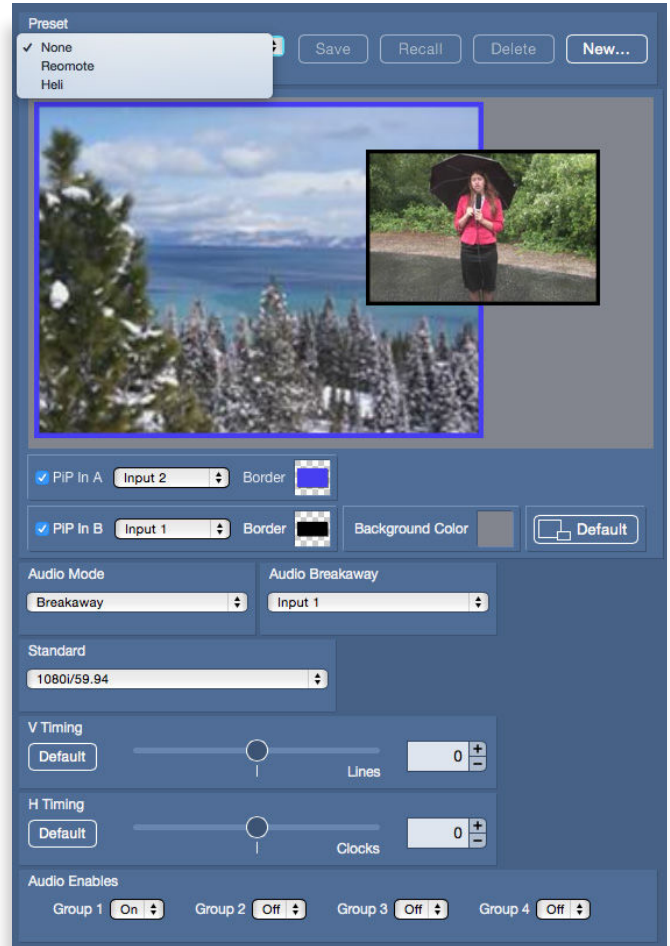 Preset
✓ None
Reomote
Heli
Save Recall Delete New...
PiP In A Input 2 Border
PiP In B Input 1 Border Background Color Default
Audio Mode Audio Breakaway
Breakaway Input 1
Standard
1080i/59.94
V Timing
Default Lines 0 + −
H Timing
Default Clocks 0 + −
Audio Enables
Group 1 On Group 2 Off Group 3 Off Group 4 Off